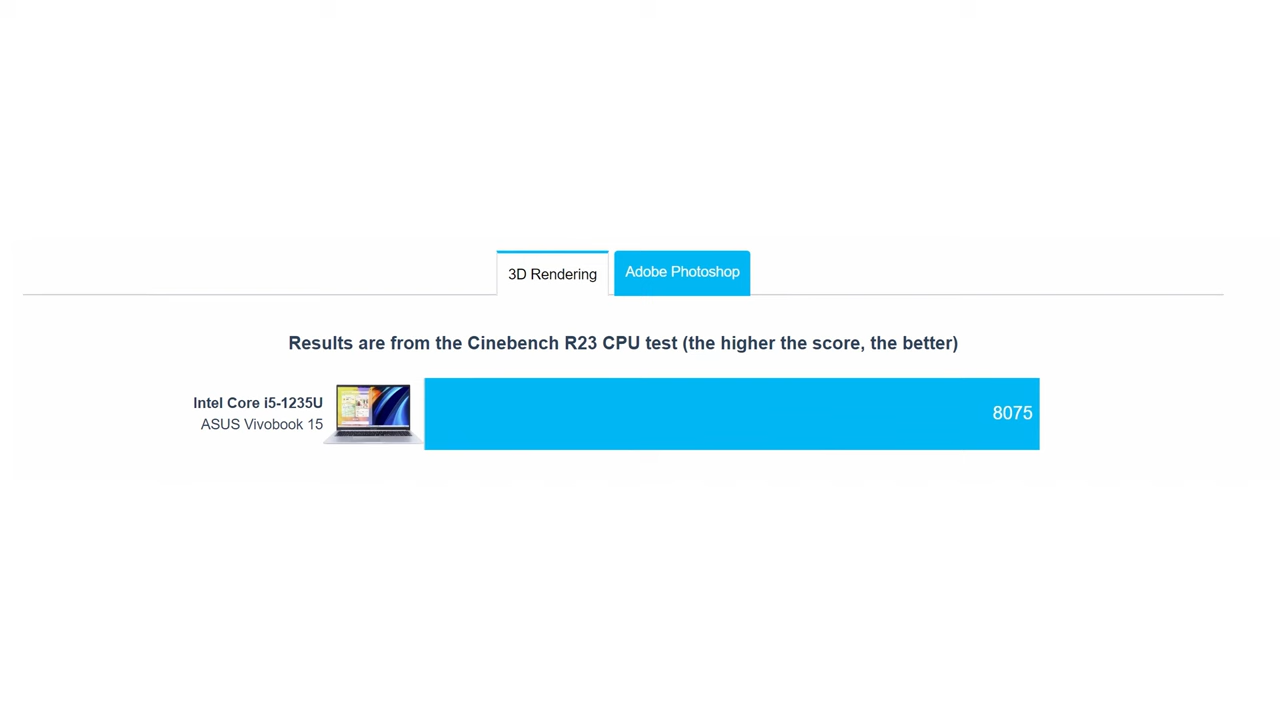 3D Rendering
Adobe Photoshop
Results are from the Cinebench R23 CPU test (the higher the score, the better)
Intel Core i5-1235U
ASUS Vivobook 15
8075